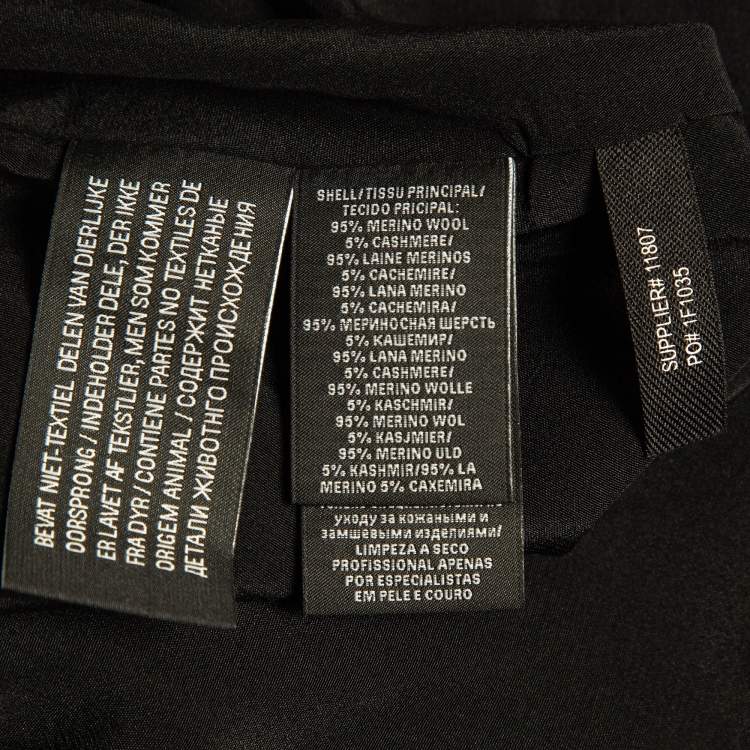 BEVAT NIET-TEXTIEL DELEN VAN DIERLIJKE
OORSPRONG / INDEHOLDER DELE, DER IKKE
ER LAVET AF TEKSTLIER, MEN SOM KOMMER
FRA DYR / CONTIENE PARTES NO TEXTILES DE
ORIGEM ANIMAL / СОДЕРЖИТ НЕТКАНЫЕ
ДЕТАЛИ ЖИВОТНГО ПРОИСХОЖДЕНИЯ
SHELL/TISSU PRINCIPAL/
TECIDO PRICIPAL:
95% MERINO WOOL
5% CASHMERE/
95% LAINE MERINOS
5% CACHEMIRE/
95% LANA MERINO
5% CACHEMIRA/
95% МЕРИНОСНАЯ ШЕРСТЬ
5% КАШЕМИР/
95% LANA MERINO
5% CASHMERE/
95% MERINO WOLLE
5% KASCHMIR/
95% MERINO WOL
5% KASJMIER/
95% MERINO ULD
5% KASHMIR/95% LA
MERINO 5% CAXEMIRA
уходу за кожаными и
замшевыми изделиями/
LIMPEZA A SECO
PROFISSIONAL APENAS
POR ESPECIALISTAS
EM PELE E COURO
SUPPLIER# 11807
PO# 1F1035